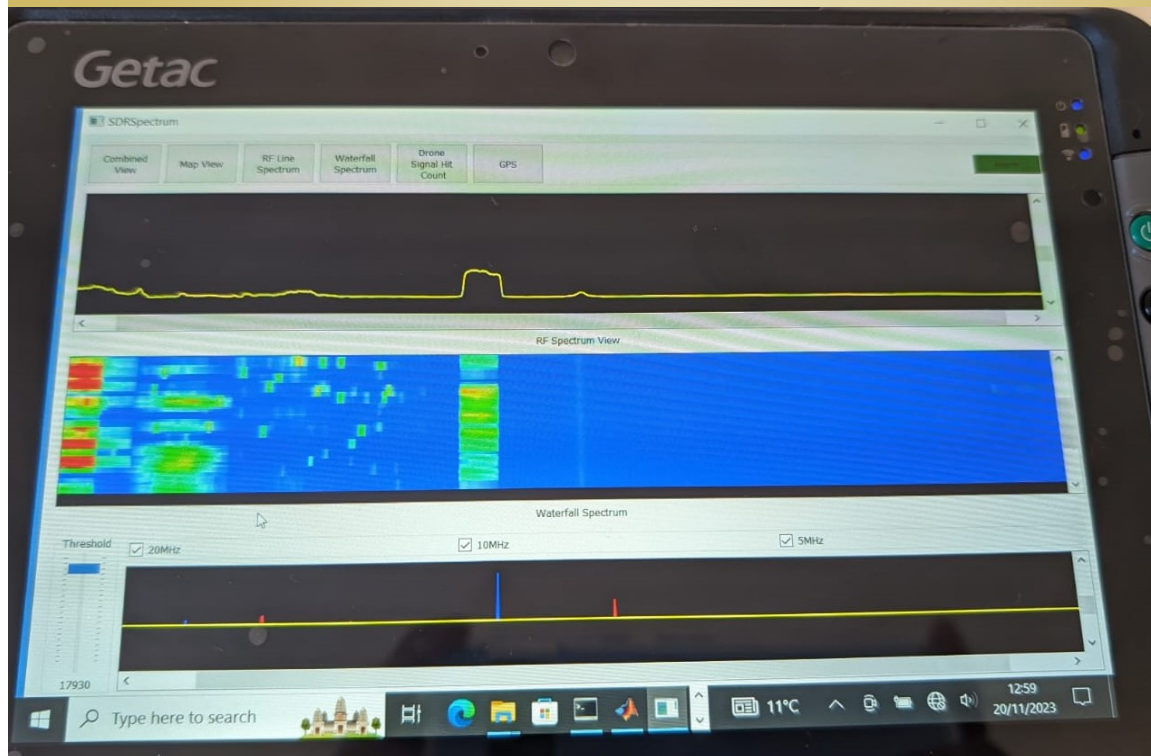 Getac
SDRSpectrum
Combined
View
Map View
RF Line
Spectrum
Waterfall
Spectrum
Drone
Signal Hit
Count
GPS
RF Spectrum View
Waterfall Spectrum
Threshold
20MHz
10MHz
5MHz
17930
Type here to search
11°C
12:59
20/11/2023